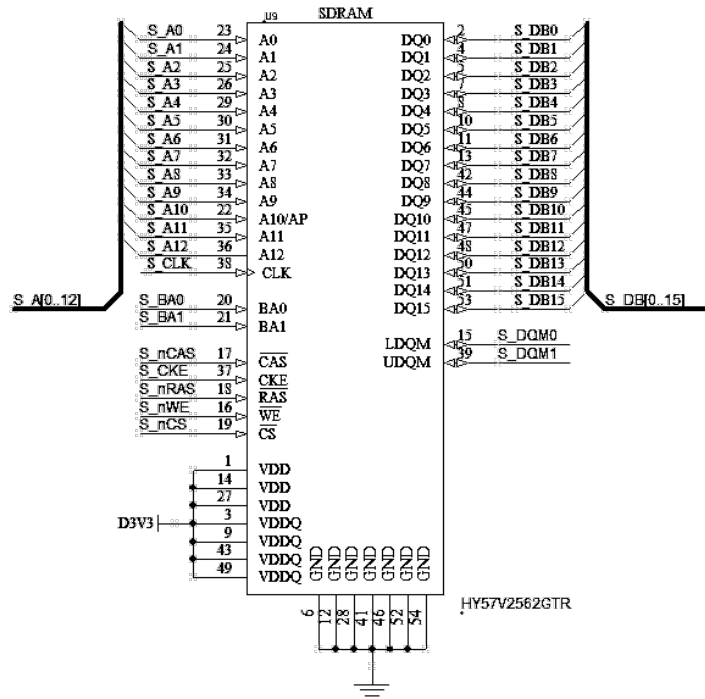 U9 SDRAM
S_A0 23 A0 DQ0 2 S_DB0
S_A1 24 A1 DQ1 4 S_DB1
S_A2 25 A2 DQ2 5 S_DB2
S_A3 26 A3 DQ3 7 S_DB3
S_A4 29 A4 DQ4 8 S_DB4
S_A5 30 A5 DQ5 10 S_DB5
S_A6 31 A6 DQ6 11 S_DB6
S_A7 32 A7 DQ7 13 S_DB7
S_A8 33 A8 DQ8 42 S_DB8
S_A9 34 A9 DQ9 44 S_DB9
S_A10 22 A10/AP DQ10 45 S_DB10
S_A11 35 A11 DQ11 47 S_DB11
S_A12 36 A12 DQ12 48 S_DB12
S_CLK 38 CLK DQ13 50 S_DB13
DQ14 51 S_DB14
S_A[0..12] S_BA0 20 BA0 DQ15 53 S_DB15 S_DB[0..15]
S_BA1 21 BA1
LDQM 15 S_DQM0
S_nCAS 17 CAS UDQM 39 S_DQM1
S_CKE 37 CKE
S_nRAS 18 RAS
S_nWE 16 WE
S_nCS 19 CS
1 VDD
14 VDD
27 VDD
D3V3 3 VDDQ
9 VDDQ
43 VDDQ
49 VDDQ
GND GND GND GND GND GND GND
6 12 28 41 46 52 54
HY57V2562GTR